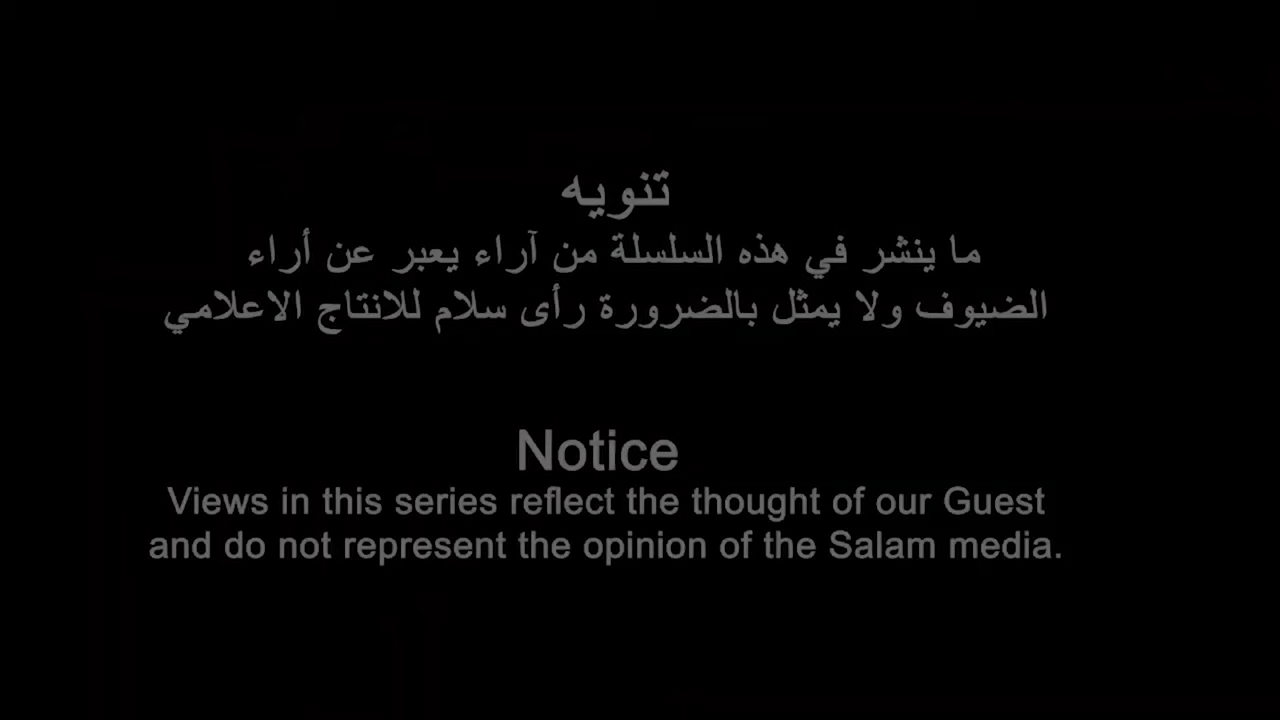 تنويه
ما ينشر في هذه السلسلة من آراء يعبر عن أراء
الضيوف ولا يمثل بالضرورة رأى سلام للانتاج الاعلامي
Notice
Views in this series reflect the thought of our Guest
and do not represent the opinion of the Salam media.